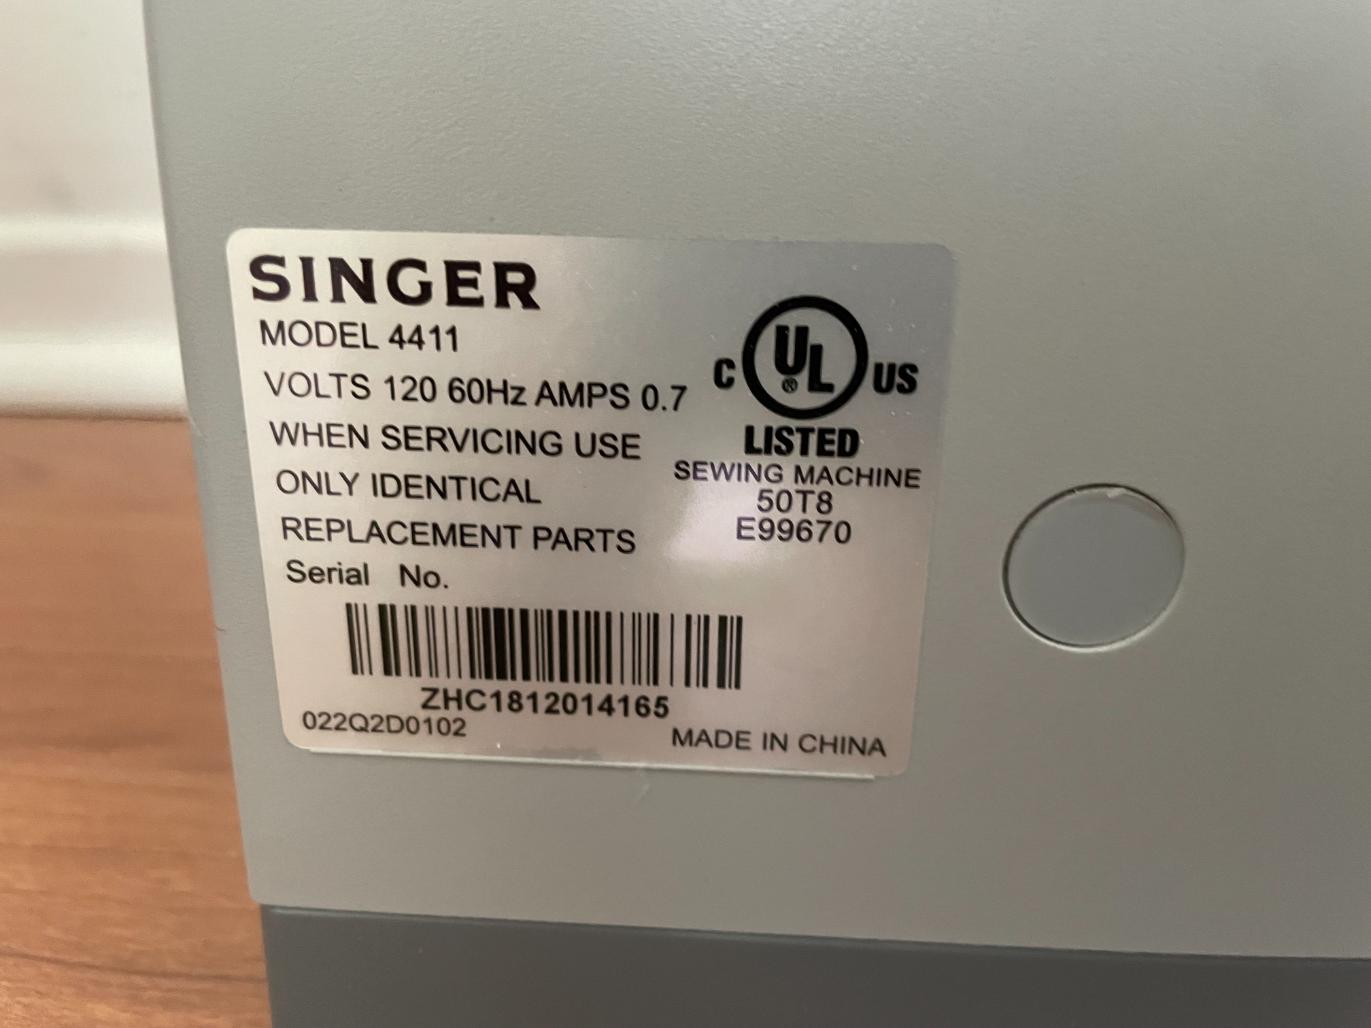 SINGER
MODEL 4411
VOLTS 120 60Hz AMPS 0.7
WHEN SERVICING USE
ONLY IDENTICAL
REPLACEMENT PARTS
C UL® US
LISTED
SEWING MACHINE
50T8
E99670
Serial No.
ZHC1812014165
022Q2D0102
MADE IN CHINA